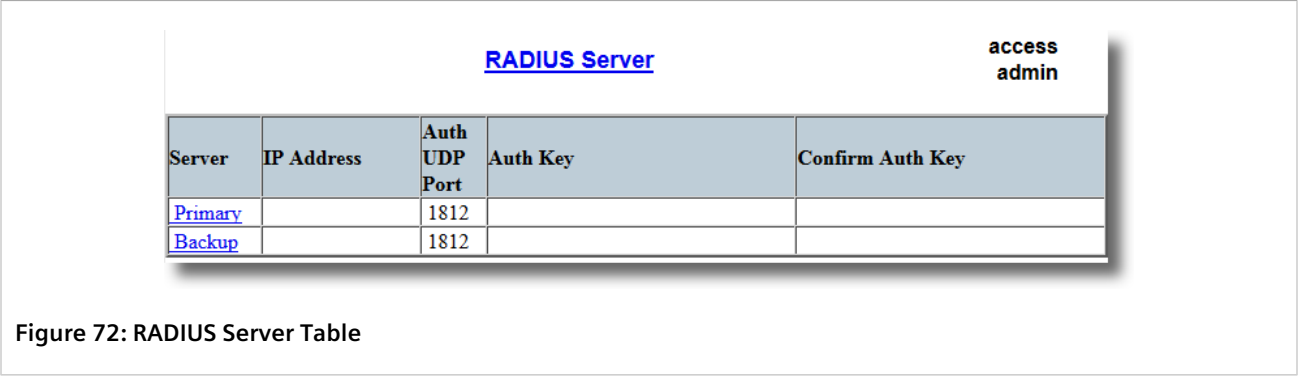 RADIUS Server
access
admin
Server IP Address Auth UDP Port Auth Key Confirm Auth Key
Primary 1812
Backup 1812
Figure 72: RADIUS Server Table